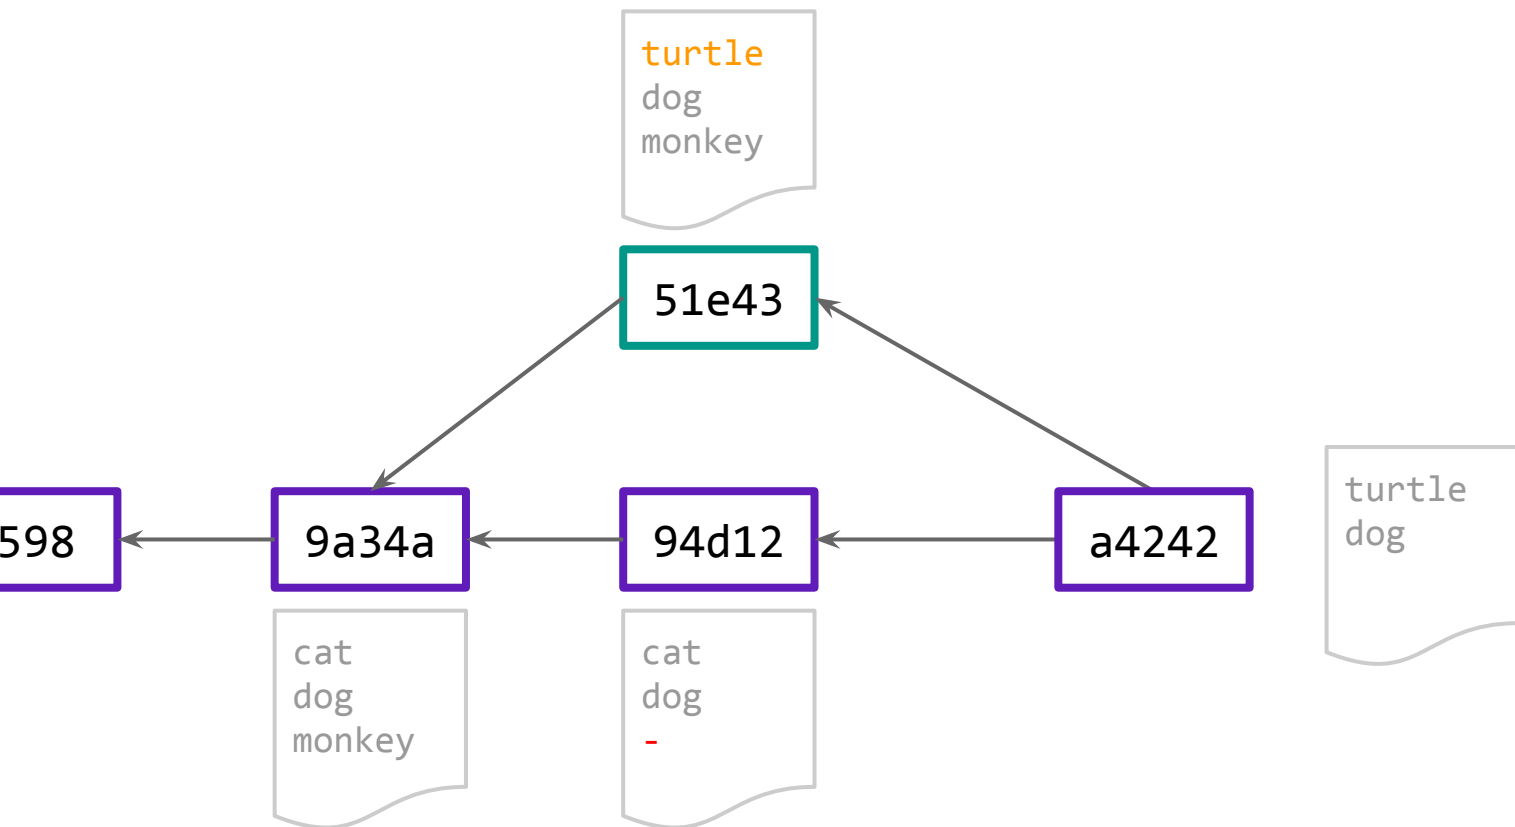 turtle
dog
monkey
51e43
598
9a34a
94d12
a4242
turtle
dog
cat
dog
monkey
cat
dog
-